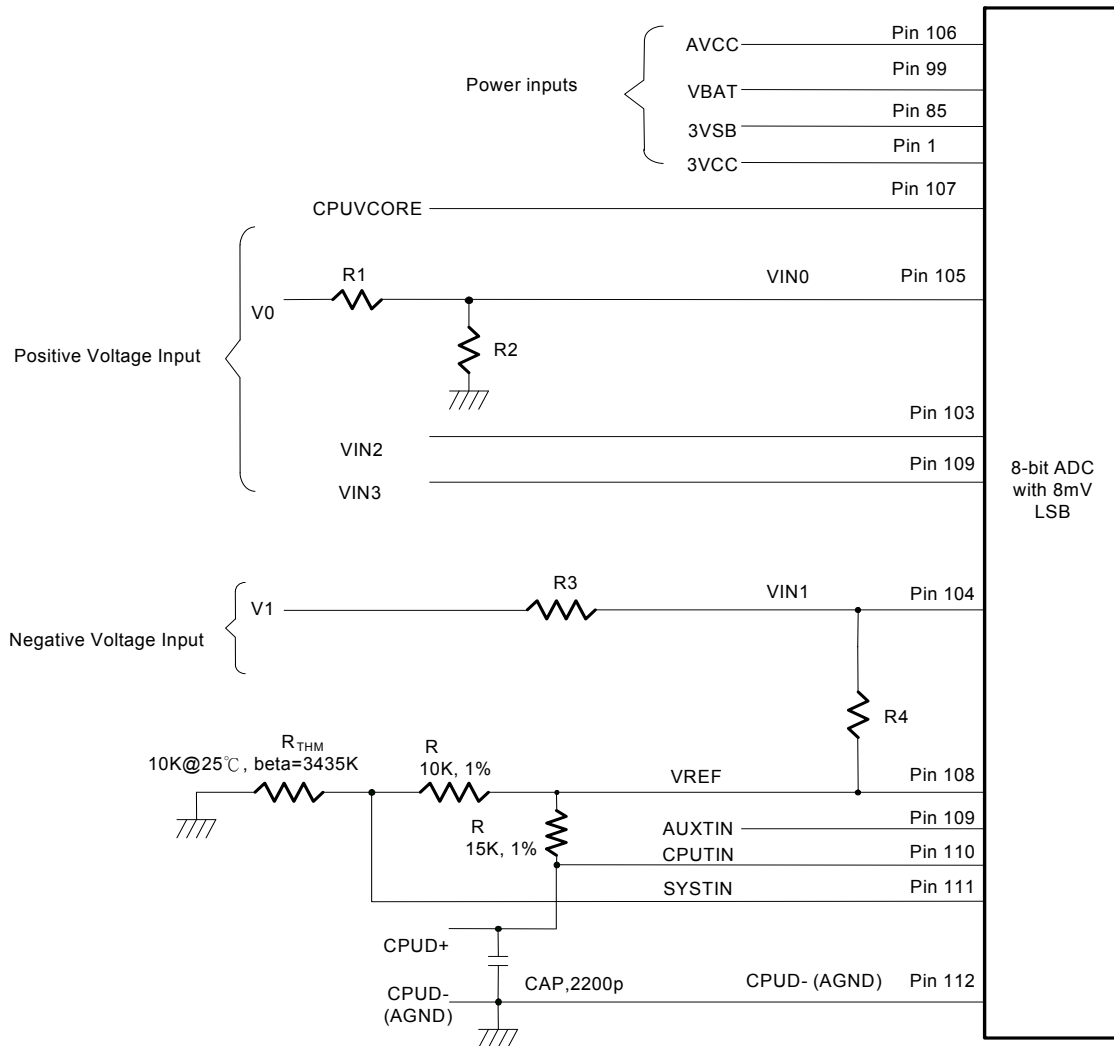 AVCC
Pin 106
Power inputs
VBAT
Pin 99
3VSB
Pin 85
3VCC
Pin 1
CPUVCORE
Pin 107
R1
VIN0
Pin 105
V0
R2
Positive Voltage Input
Pin 103
VIN2
Pin 109
VIN3
8-bit ADC
with 8mV
LSB
R3
VIN1
Pin 104
V1
Negative Voltage Input
R4
RTHM
10K@25℃, beta=3435K
R
10K, 1%
VREF
Pin 108
R
15K, 1%
AUXTIN
Pin 109
CPUTIN
Pin 110
SYSTIN
Pin 111
CPUD+
CAP,2200p
CPUD-
(AGND)
CPUD- (AGND)
Pin 112